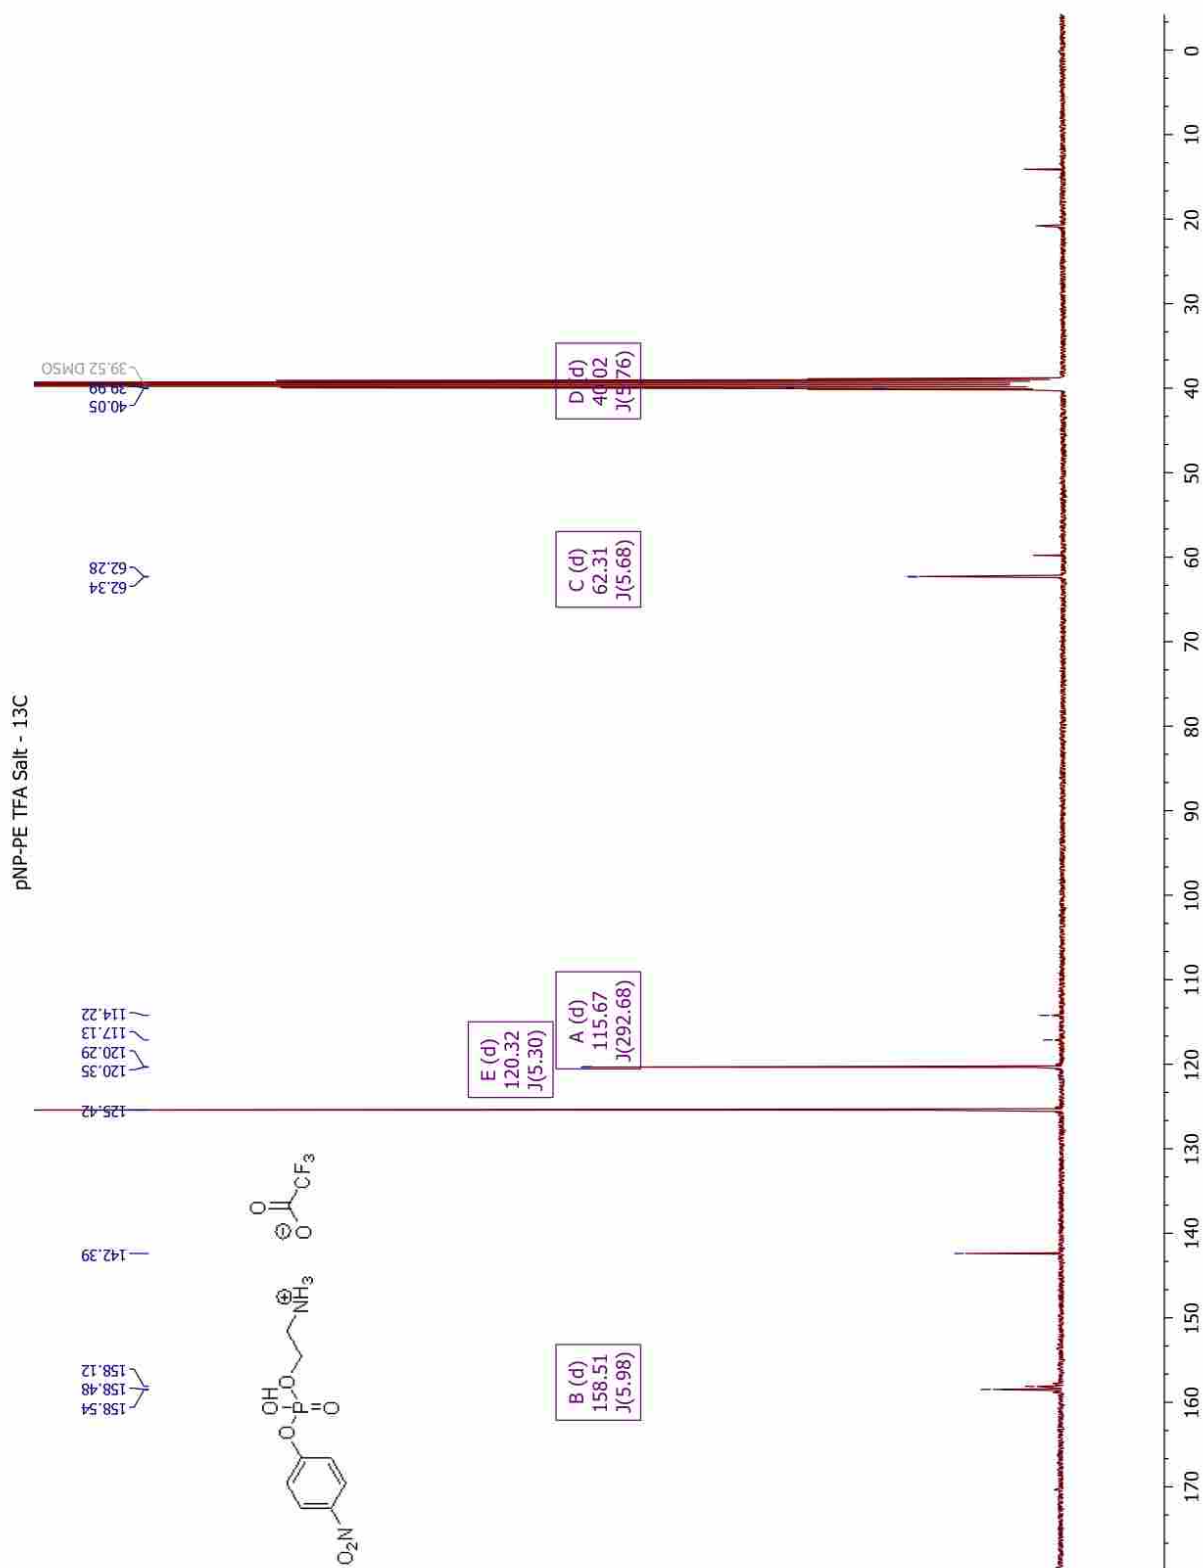 pNP-PE TFA Salt - 13C
158.54
158.48
158.12
142.39
125.42
120.35
120.29
117.13
114.22
62.34
62.28
40.05
39.99
39.52 DMSO
O₂N
O
OH
P
O
O
⊕
NH₃
O
⊖
O
CF₃
E (d)
120.32
J(5.30)
B (d)
158.51
J(5.98)
A (d)
115.67
J(292.68)
C (d)
62.31
J(5.68)
D (d)
40.02
J(5.76)
170
160
150
140
130
120
110
100
90
80
70
60
50
40
30
20
10
0